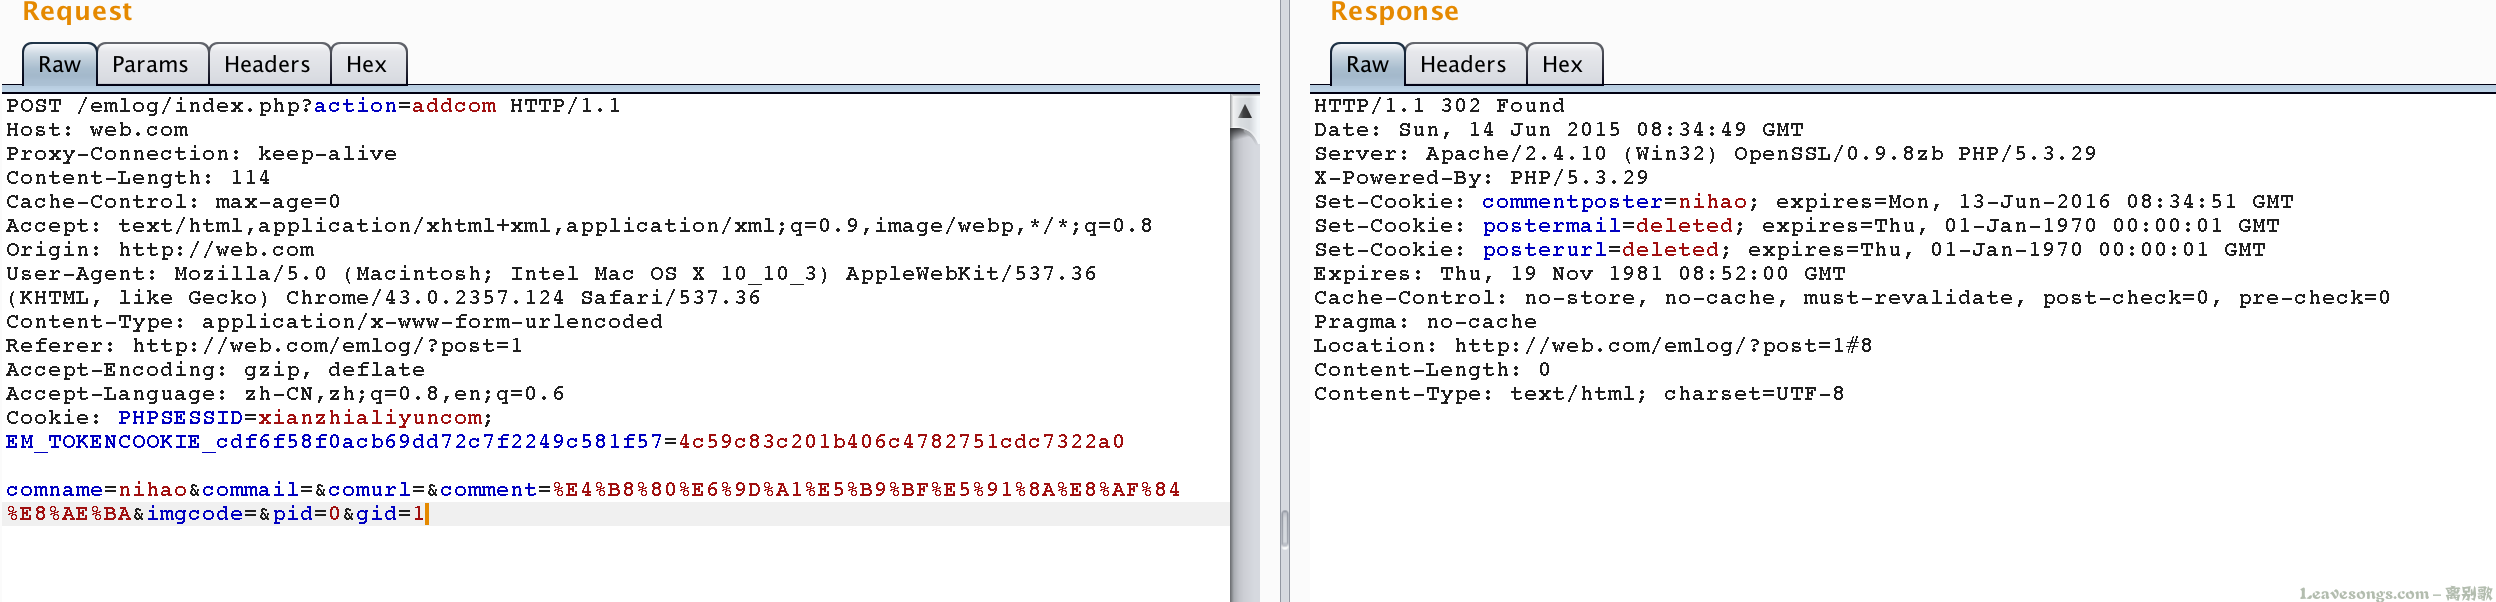 Request
Raw Params Headers Hex
POST /emlog/index.php?action=addcom HTTP/1.1
Host: web.com
Proxy-Connection: keep-alive
Content-Length: 114
Cache-Control: max-age=0
Accept: text/html,application/xhtml+xml,application/xml;q=0.9,image/webp,*/*;q=0.8
Origin: http://web.com
User-Agent: Mozilla/5.0 (Macintosh; Intel Mac OS X 10_10_3) AppleWebKit/537.36
(KHTML, like Gecko) Chrome/43.0.2357.124 Safari/537.36
Content-Type: application/x-www-form-urlencoded
Referer: http://web.com/emlog/?post=1
Accept-Encoding: gzip, deflate
Accept-Language: zh-CN,zh;q=0.8,en;q=0.6
Cookie: PHPSESSID=xianzhialiyuncom;
EM_TOKENCOOKIE_cdf6f58f0acb69dd72c7f2249c581f57=4c59c83c201b406c4782751cdc7322a0
comname=nihao&commail=&comurl=&comment=%E4%B8%80%E6%9D%A1%E5%B9%BF%E5%91%8A%E8%AF%84
%E8%AE%BA&imgcode=&pid=0&gid=1
Response
Raw Headers Hex
HTTP/1.1 302 Found
Date: Sun, 14 Jun 2015 08:34:49 GMT
Server: Apache/2.4.10 (Win32) OpenSSL/0.9.8zb PHP/5.3.29
X-Powered-By: PHP/5.3.29
Set-Cookie: commentposter=nihao; expires=Mon, 13-Jun-2016 08:34:51 GMT
Set-Cookie: postermail=deleted; expires=Thu, 01-Jan-1970 00:00:01 GMT
Set-Cookie: posterurl=deleted; expires=Thu, 01-Jan-1970 00:00:01 GMT
Expires: Thu, 19 Nov 1981 08:52:00 GMT
Cache-Control: no-store, no-cache, must-revalidate, post-check=0, pre-check=0
Pragma: no-cache
Location: http://web.com/emlog/?post=1#8
Content-Length: 0
Content-Type: text/html; charset=UTF-8
Leavesongs.com - 离别歌